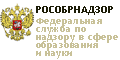 РОСОБРНАДЗОР
Федеральная
служба по
надзору в сфере
образования
и науки